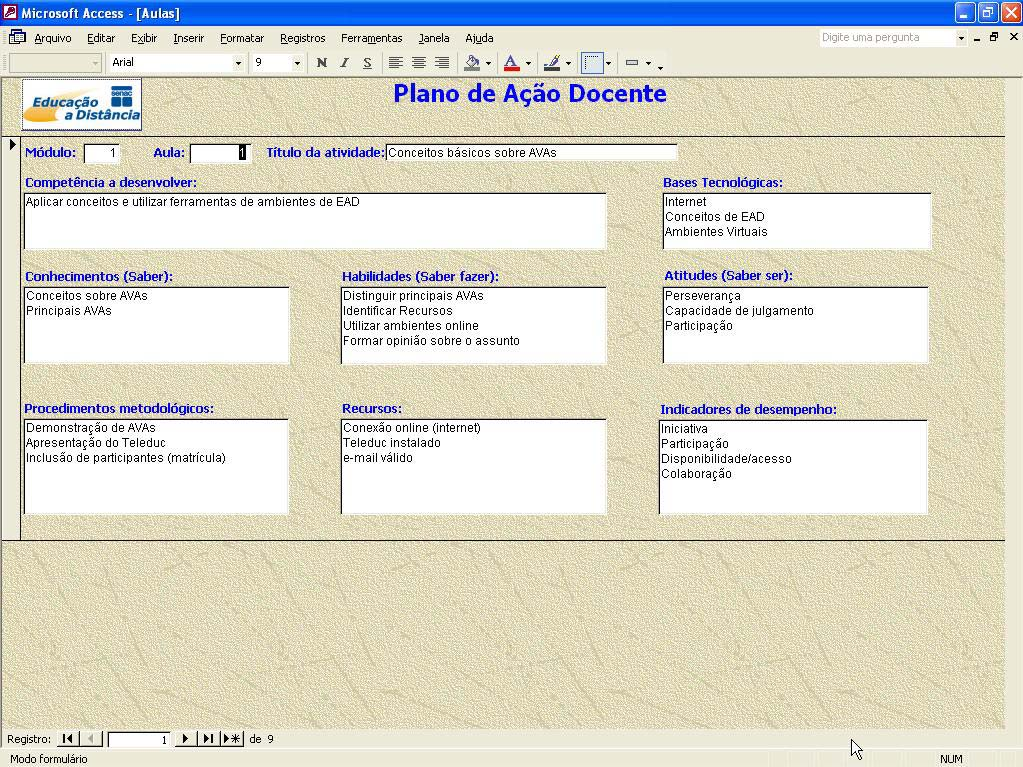 Microsoft Access - [Aulas]
Arquivo Editar Exibir Inserir Formatar Registros Ferramentas Janela Ajuda Digite uma pergunta
Arial 9 N I S
Educação a Distância senac
Plano de Ação Docente
Módulo: 1 Aula: 1 Título da atividade: Conceitos básicos sobre AVAs
Competência a desenvolver:
Aplicar conceitos e utilizar ferramentas de ambientes de EAD
Bases Tecnológicas:
Internet
Conceitos de EAD
Ambientes Virtuais
Conhecimentos (Saber):
Conceitos sobre AVAs
Principais AVAs
Habilidades (Saber fazer):
Distinguir principais AVAs
Identificar Recursos
Utilizar ambientes online
Formar opinião sobre o assunto
Atitudes (Saber ser):
Perseverança
Capacidade de julgamento
Participação
Procedimentos metodológicos:
Demonstração de AVAs
Apresentação do Teleduc
Inclusão de participantes (matrícula)
Recursos:
Conexão online (internet)
Teleduc instalado
e-mail válido
Indicadores de desempenho:
Iniciativa
Participação
Disponibilidade/acesso
Colaboração
Registro: 1 de 9
Modo formulário NUM